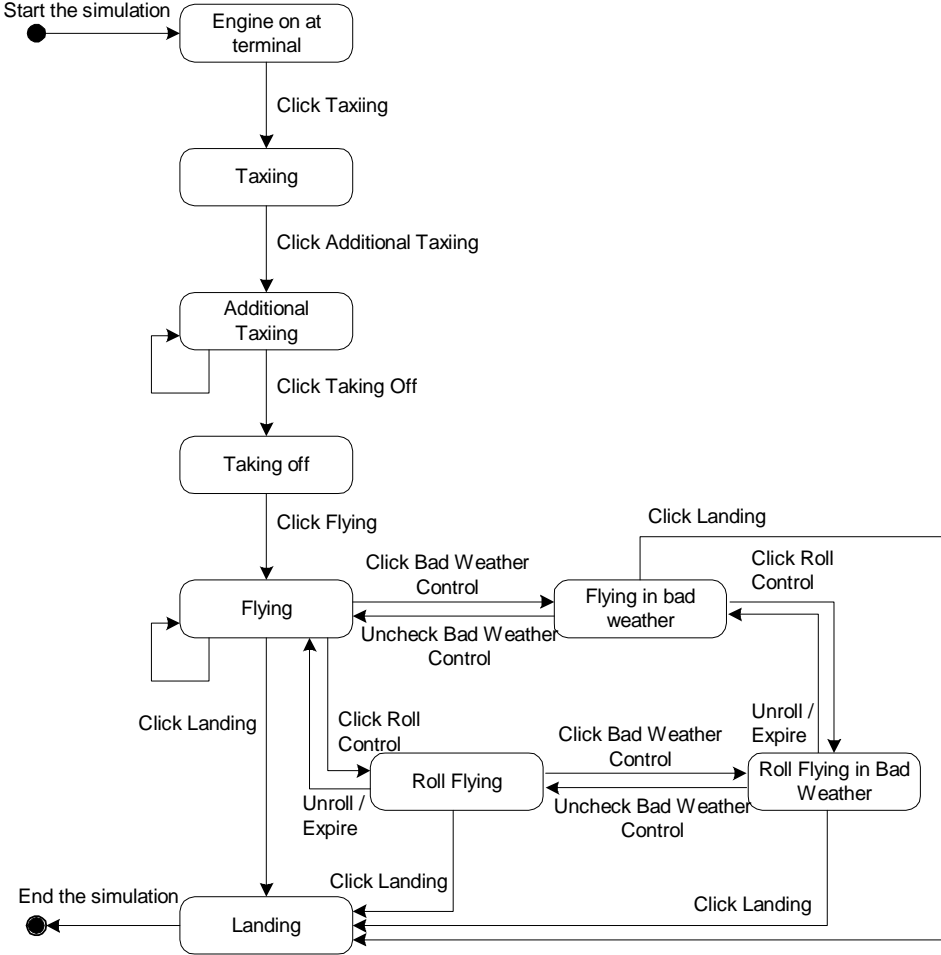 Start the simulation
Engine on at
terminal
Click Taxiing
Taxiing
Click Additional Taxiing
Additional
Taxiing
Click Taking Off
Taking off
Click Flying
Click Landing
Click Bad Weather
Control
Click Roll
Control
Flying
Flying in bad
weather
Uncheck Bad Weather
Control
Click Landing
Click Roll
Control
Unroll /
Expire
Click Bad Weather
Control
Roll Flying
Roll Flying in Bad
Weather
Unroll /
Expire
Uncheck Bad Weather
Control
Click Landing
Click Landing
End the simulation
Landing